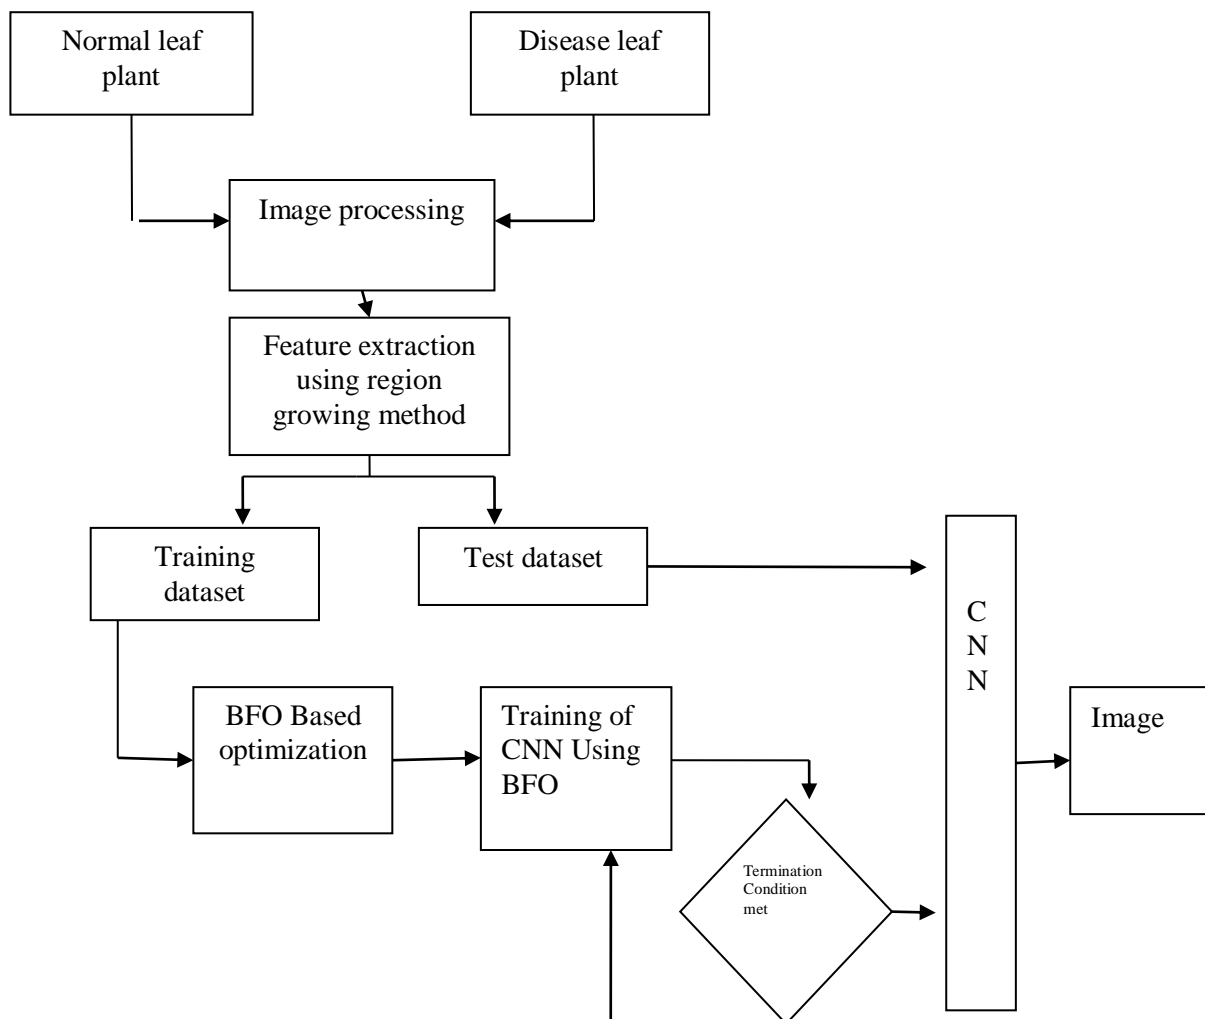 Normal leaf
plant
Disease leaf
plant
Image processing
Feature extraction
using region
growing method
Training
dataset
Test dataset
C
N
N
BFO Based
optimization
Training of
CNN Using
BFO
Image
Termination
Condition
met